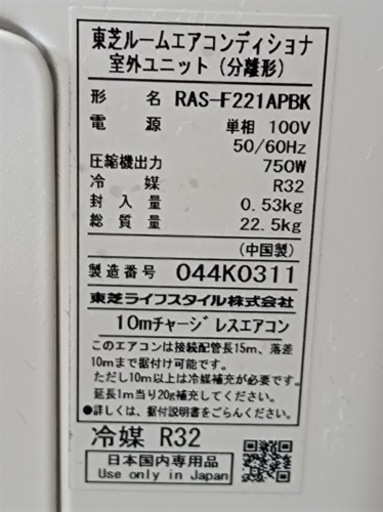 東芝ルームエアコンディショナ
室外ユニット(分離形)
形 名 RAS-F221APBK
電 源 単相 100V
50/60Hz
圧縮機出力 750W
冷 媒 R32
封 入 量 0.53kg
総 質 量 22.5kg
(中国製)
製造番号 044K0311
東芝ライフスタイル株式会社
10mチャージレスエアコン
このエアコンは接続配管長15m、落差
10mまで据付け可能です。
ただし10m以上は冷媒補充が必要です。
延長1m当り20g補充してください。
●詳しくは、据付説明書をごらんください。
冷媒 R32
日本国内専用品
Use only in Japan